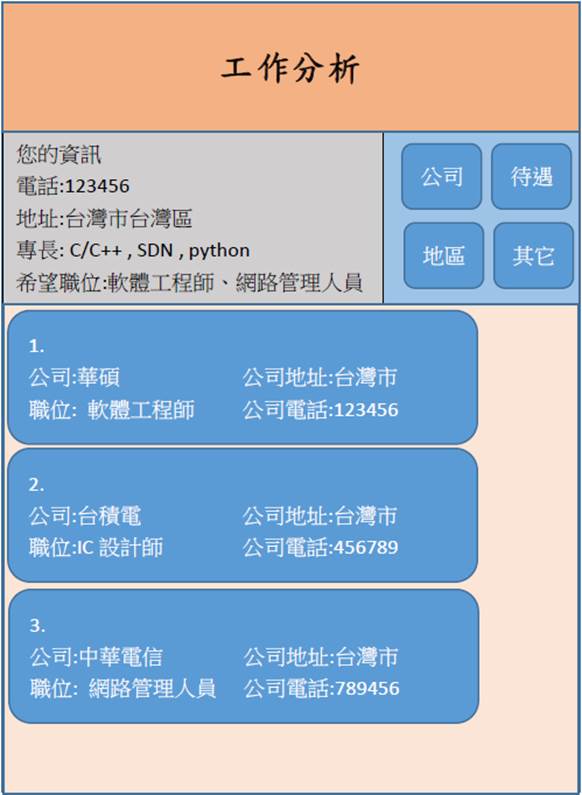 工作分析
您的資訊
電話:123456
地址:台灣市台灣區
專長: C/C++ , SDN , python
希望職位:軟體工程師、網路管理人員
公司 待遇
地區 其它
1.
公司:華碩 公司地址:台灣市
職位: 軟體工程師 公司電話:123456
2.
公司:台積電 公司地址:台灣市
職位:IC 設計師 公司電話:456789
3.
公司:中華電信 公司地址:台灣市
職位: 網路管理人員 公司電話:789456